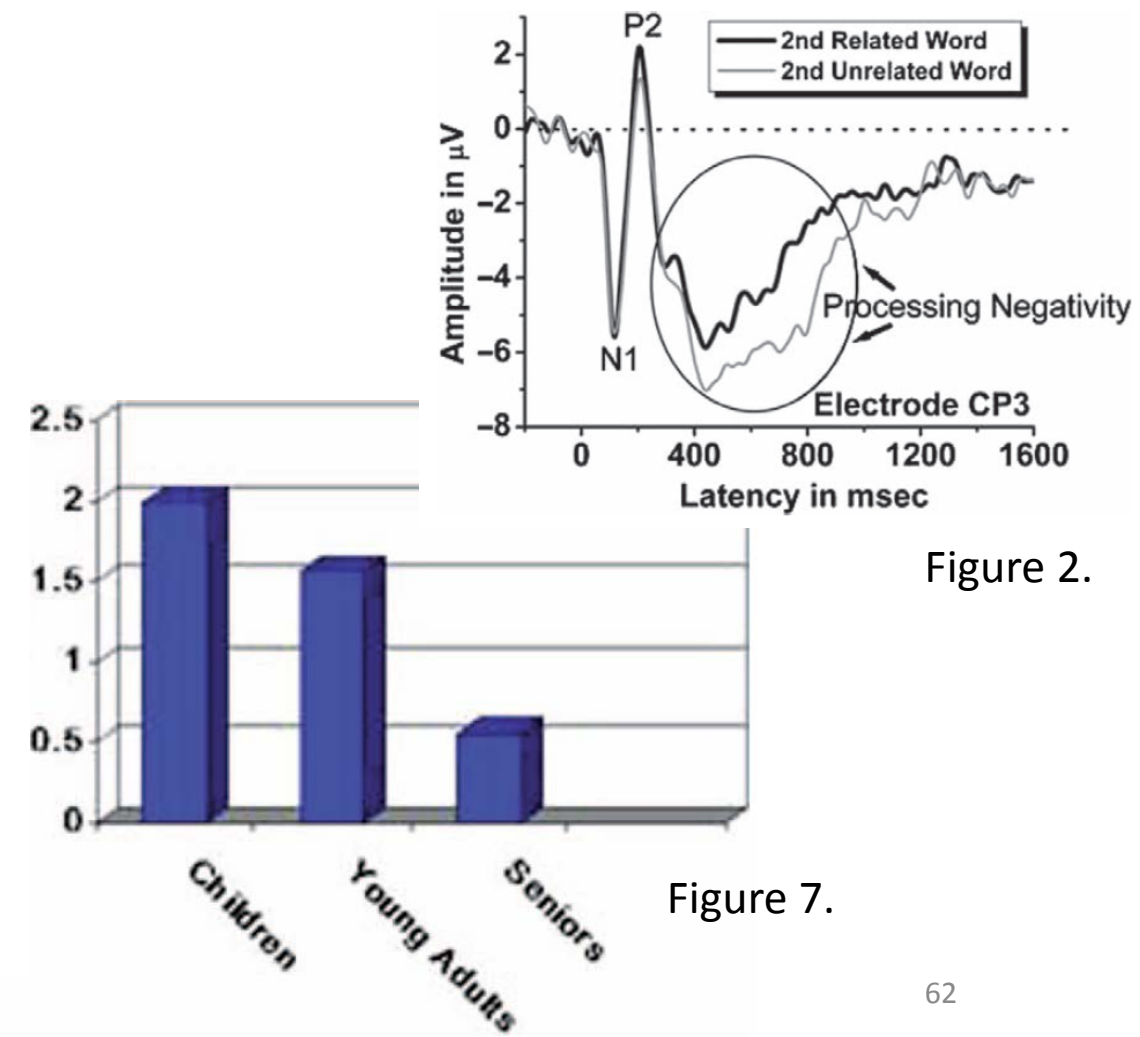 P2
2nd Related Word
2nd Unrelated Word
2
0
−2
−4
−6
−8
Amplitude in μV
N1
Processing Negativity
Electrode CP3
0 400 800 1200 1600
Latency in msec
Figure 2.
2.5
2
1.5
1
0.5
0
Children
Young Adults
Seniors
Figure 7.
62